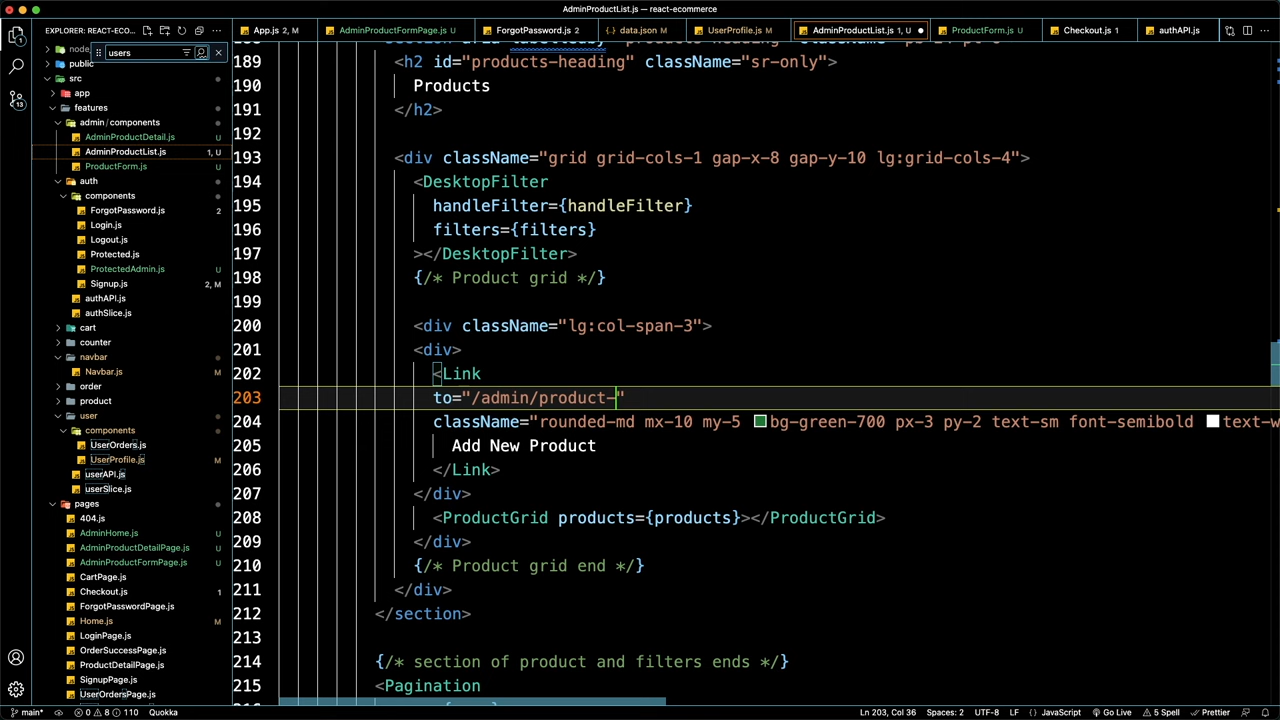 AdminProductList.js — react-ecommerce
EXPLORER: REACT-ECO...
App.js 2, M
AdminProductFormPage.js U
ForgotPassword.js 2
data.json M
UserProfile.js M
AdminProductList.js 1, U
ProductForm.js U
Checkout.js 1
authAPI.js
users
public
src
app
features
admin/components
AdminProductDetail.js U
AdminProductList.js 1, U
ProductForm.js U
auth
components
ForgotPassword.js 2
Login.js
Logout.js
Protected.js
ProtectedAdmin.js U
Signup.js 2, M
authAPI.js
authSlice.js
cart
counter
navbar
Navbar.js M
order
product
user
components
UserOrders.js
UserProfile.js M
userAPI.js
userSlice.js
pages
404.js
AdminHome.js U
AdminProductDetailPage.js U
AdminProductFormPage.js U
CartPage.js
Checkout.js 1
ForgotPasswordPage.js
Home.js M
LoginPage.js
OrderSuccessPage.js
ProductDetailPage.js
SignupPage.js
UserOrdersPage.js
189 <h2 id="products-heading" className="sr-only">
190 Products
191 </h2>
192
193 <div className="grid grid-cols-1 gap-x-8 gap-y-10 lg:grid-cols-4">
194 <DesktopFilter
195 handleFilter={handleFilter}
196 filters={filters}
197 ></DesktopFilter>
198 {/* Product grid */}
199
200 <div className="lg:col-span-3">
201 <div>
202 <Link
203 to="/admin/product-"
204 className="rounded-md mx-10 my-5 bg-green-700 px-3 py-2 text-sm font-semibold text-w
205 Add New Product
206 </Link>
207 </div>
208 <ProductGrid products={products}></ProductGrid>
209 </div>
210 {/* Product grid end */}
211 </div>
212 </section>
213
214 {/* section of product and filters ends */}
215 <Pagination
main* 0 8 110 Quokka
Ln 203, Col 36 Spaces: 2 UTF-8 LF JavaScript Go Live 5 Spell Prettier